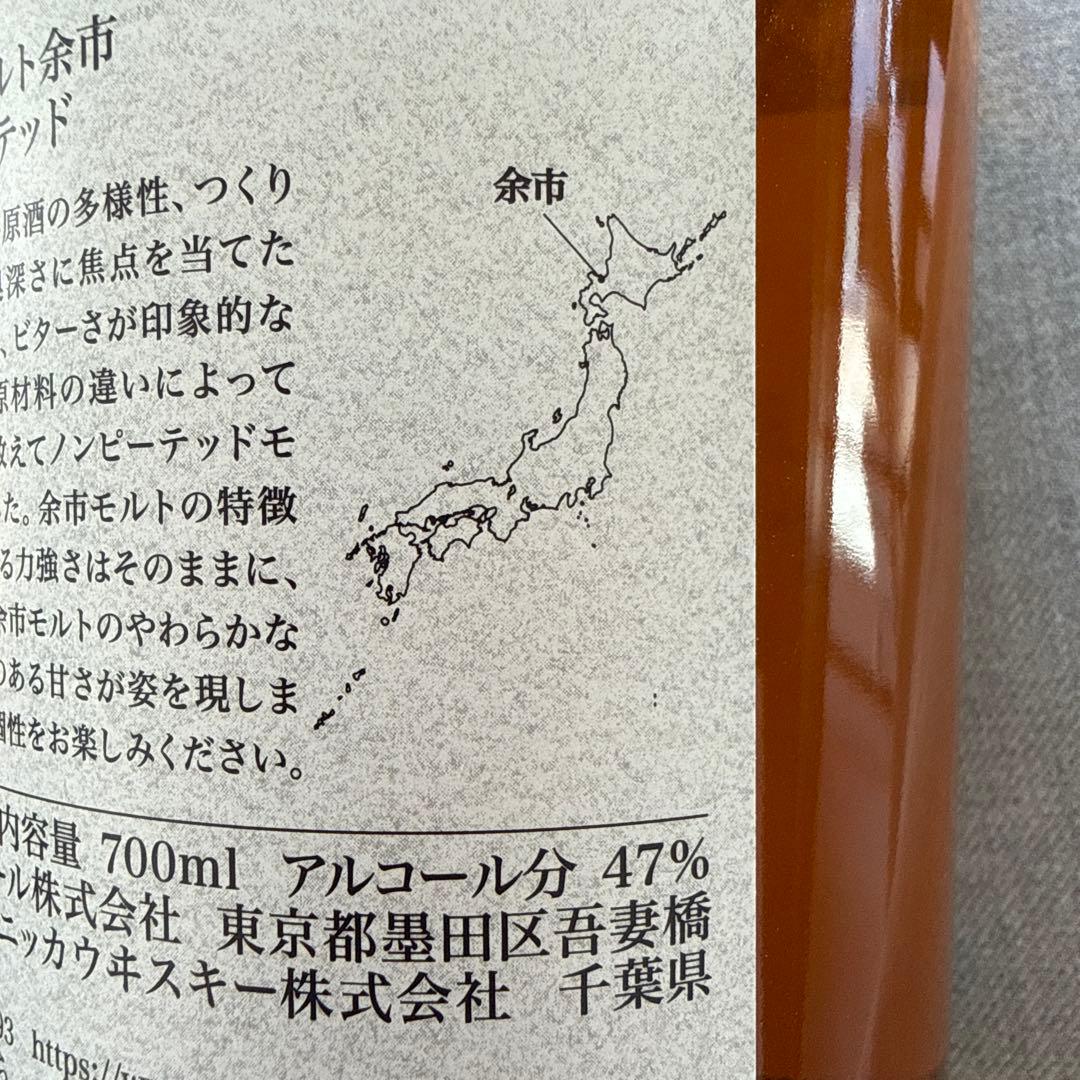 ルト余市
テッド
原酒の多様性、つくり
深さに焦点を当てた
、ビターさが印象的な
原材料の違いによって
敢えてノンピーテッドモ
た。余市モルトの特徴
る力強さはそのままに、
余市モルトのやわらかな
のある甘さが姿を現しま
個性をお楽しみください。
余市
内容量 700ml アルコール分 47%
ール株式会社 東京都墨田区吾妻橋
ニッカウヰスキー株式会社 千葉県
93 https://w